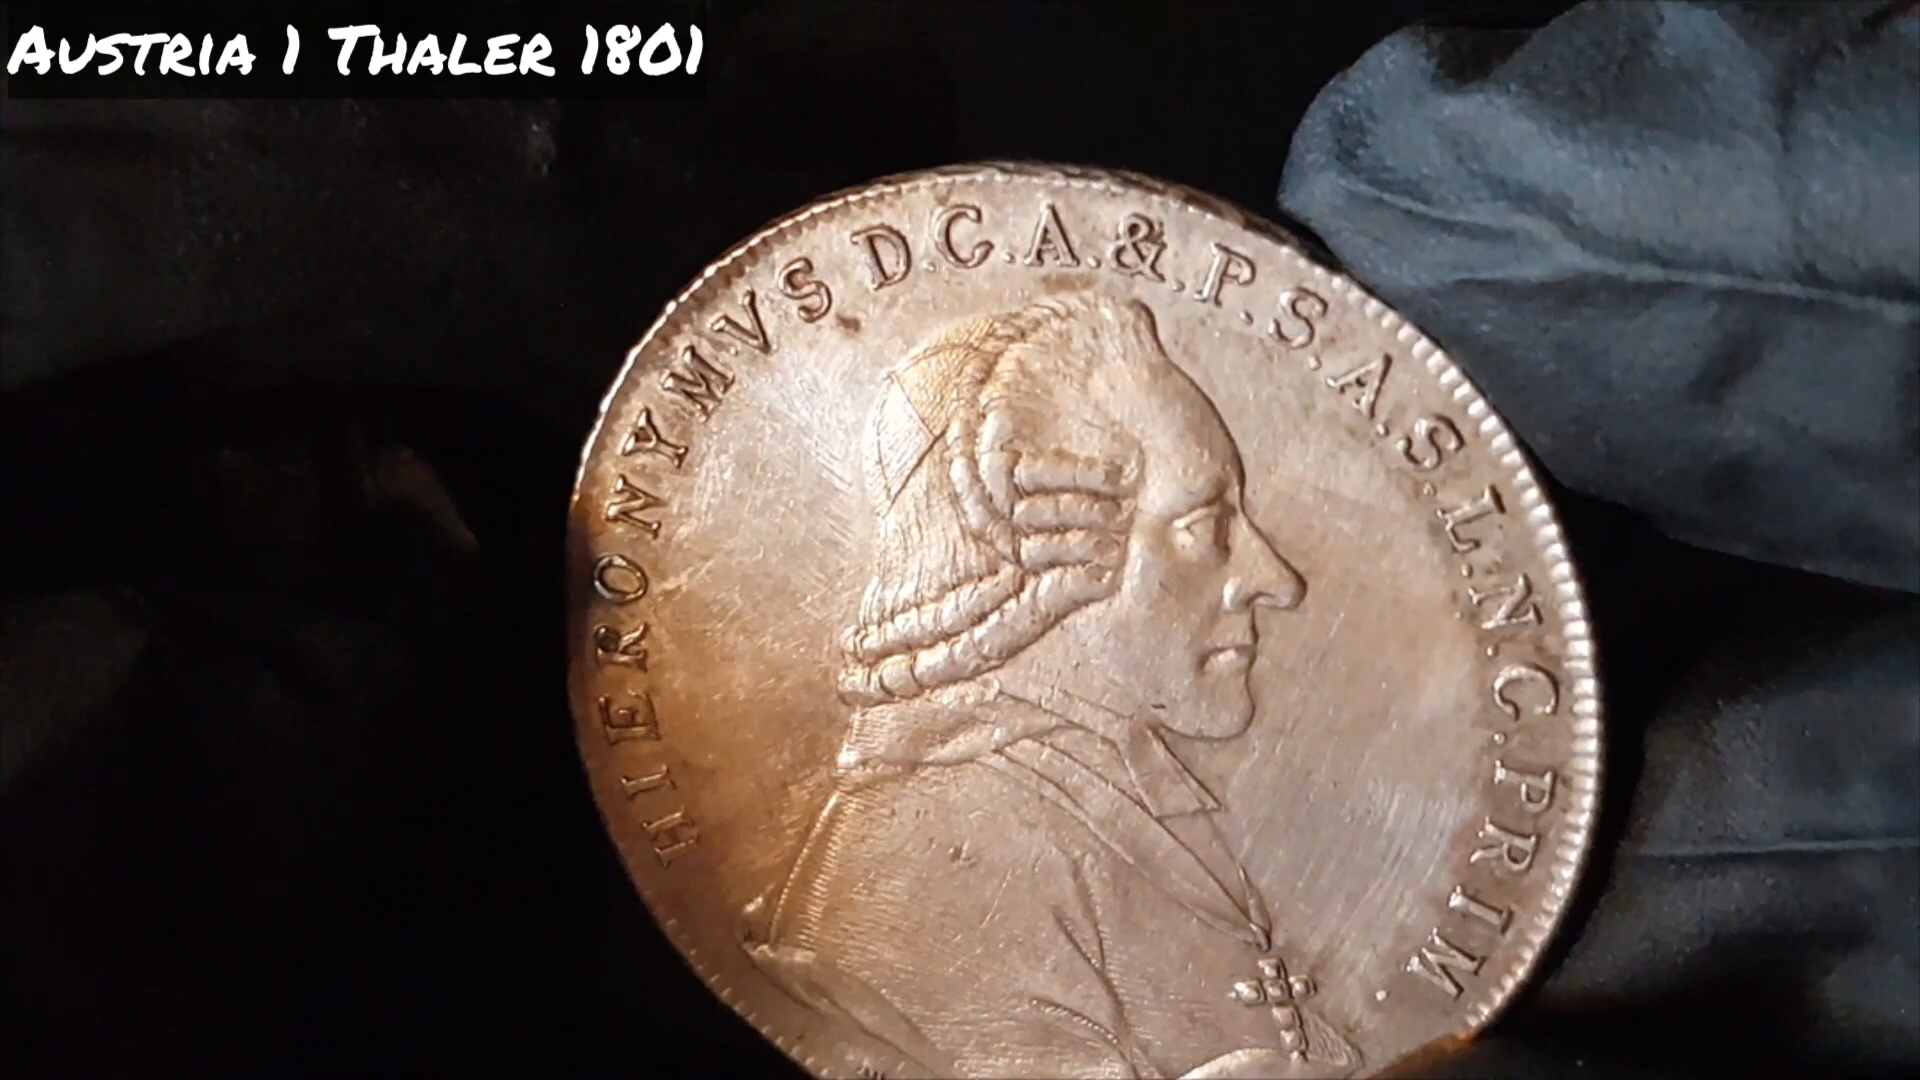 AUSTRIA 1 THALER 1801
HIERONYMVS D.C.A.&.P.S.A.S.L.N.C.PRIM.